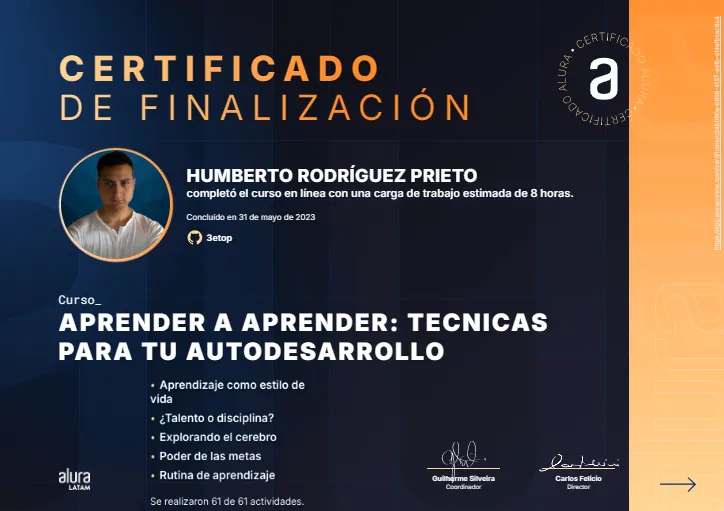 CERTIFICADO
DE FINALIZACIÓN
• CERTIFICADO ALURA • CERTIFICADO ALURA
a
HUMBERTO RODRÍGUEZ PRIETO
completó el curso en línea con una carga de trabajo estimada de 8 horas.
Concluído en 31 de mayo de 2023
3etop
Curso_
APRENDER A APRENDER: TECNICAS
PARA TU AUTODESARROLLO
• Aprendizaje como estilo de
vida
• ¿Talento o disciplina?
• Explorando el cerebro
• Poder de las metas
• Rutina de aprendizaje
Se realizaron 61 de 61 actividades.
alura
LATAM
Guilherme Silveira
Coordinador
Carlos Felício
Director
alura